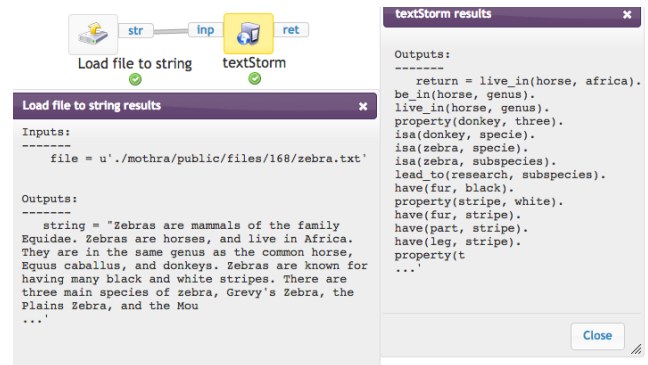 str
inp
ret
Load file to string
textStorm
Load file to string results
×
Inputs:
-------
file = u'./mothra/public/files/168/zebra.txt'
Outputs:
-------
string = "Zebras are mammals of the family
Equidae. Zebras are horses, and live in Africa.
They are in the same genus as the common horse,
Equus caballus, and donkeys. Zebras are known for
having many black and white stripes. There are
three main species of zebra, Grevy's Zebra, the
Plains Zebra, and the Mou
...'
textStorm results
×
Outputs:
-------
return = live_in(horse, africa).
be_in(horse, genus).
live_in(horse, genus).
property(donkey, three).
isa(donkey, specie).
isa(zebra, specie).
isa(zebra, subspecies).
lead_to(research, subspecies).
have(fur, black).
property(stripe, white).
have(fur, stripe).
have(part, stripe).
have(leg, stripe).
property(t
...'
Close